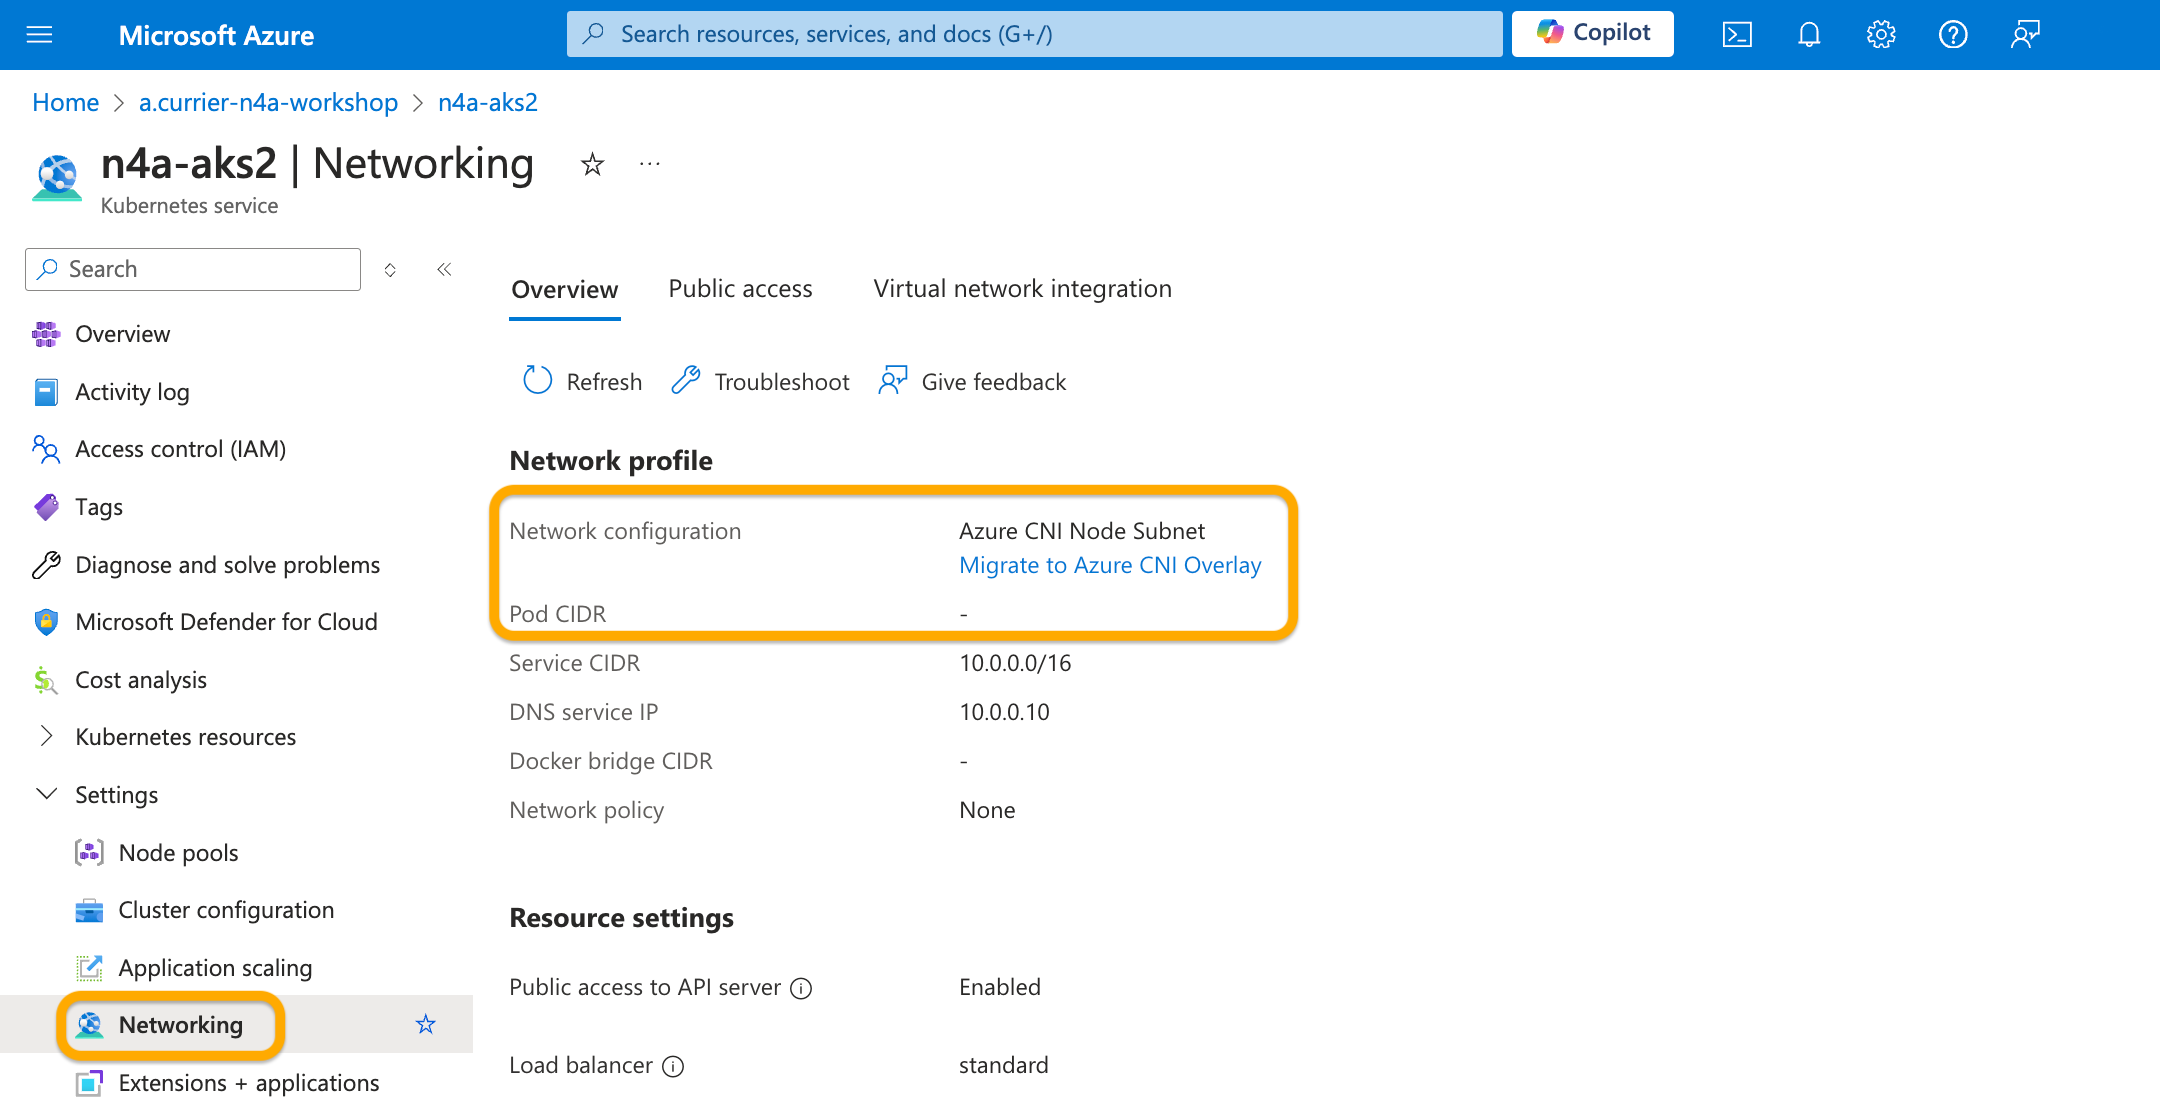 Microsoft Azure
Search resources, services, and docs (G+/)
Copilot
Home > a.currier-n4a-workshop > n4a-aks2
n4a-aks2 | Networking
Kubernetes service
Search
Overview
Activity log
Access control (IAM)
Tags
Diagnose and solve problems
Microsoft Defender for Cloud
Cost analysis
Kubernetes resources
Settings
Node pools
Cluster configuration
Application scaling
Networking
Extensions + applications
Overview Public access Virtual network integration
Refresh Troubleshoot Give feedback
Network profile
Network configuration Azure CNI Node Subnet
Migrate to Azure CNI Overlay
Pod CIDR -
Service CIDR 10.0.0.0/16
DNS service IP 10.0.0.10
Docker bridge CIDR -
Network policy None
Resource settings
Public access to API server Enabled
Load balancer standard